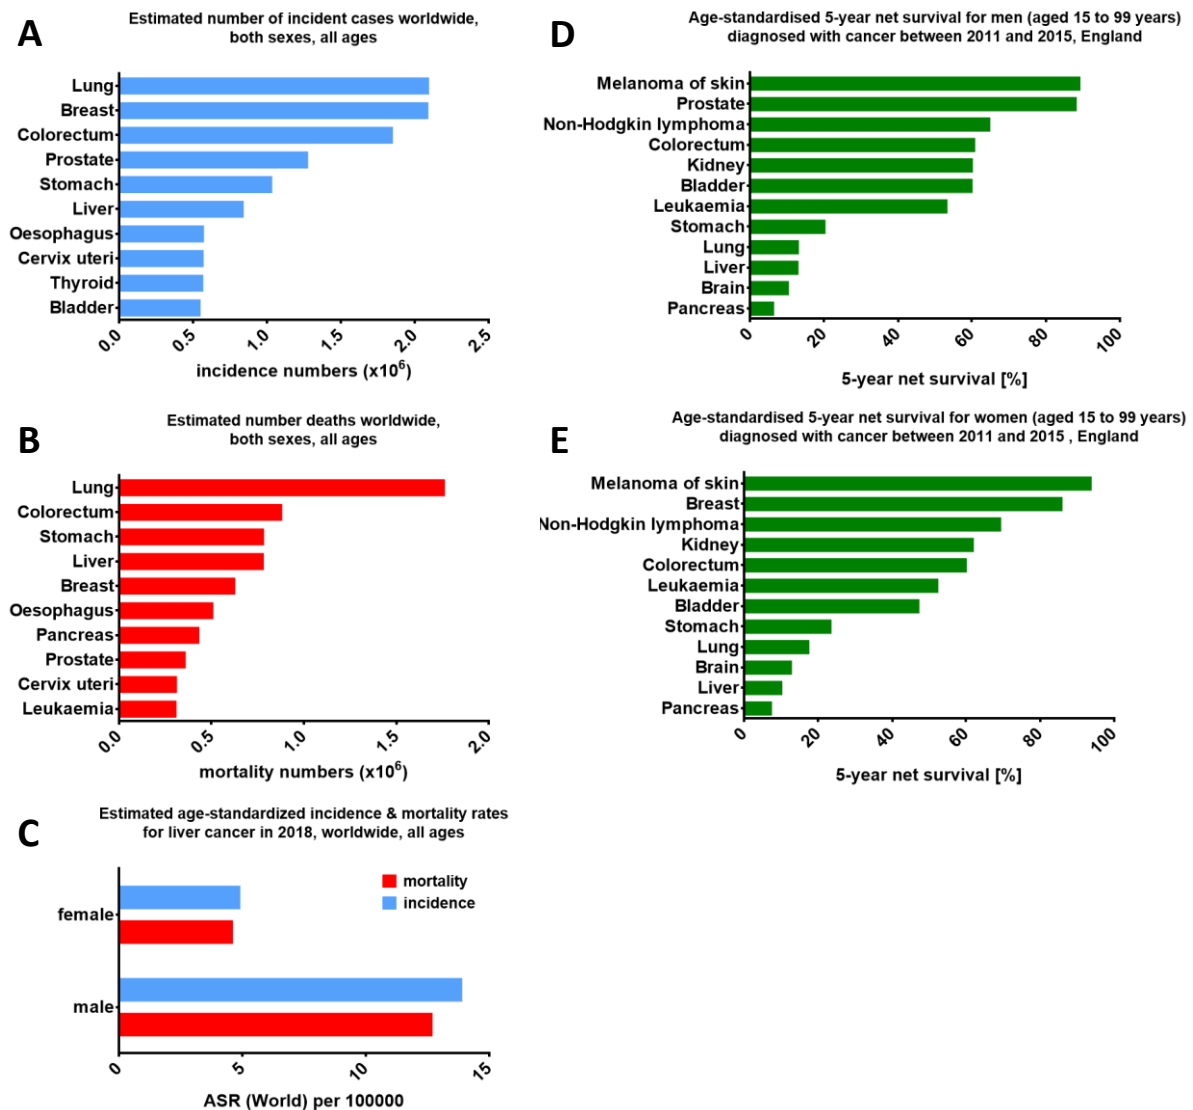 A
Estimated number of incident cases worldwide,
both sexes, all ages
Lung
Breast
Colorectum
Prostate
Stomach
Liver
Oesophagus
Cervix uteri
Thyroid
Bladder
0.0 0.5 1.0 1.5 2.0 2.5
incidence numbers (x10⁶)
B
Estimated number deaths worldwide,
both sexes, all ages
Lung
Colorectum
Stomach
Liver
Breast
Oesophagus
Pancreas
Prostate
Cervix uteri
Leukaemia
0.0 0.5 1.0 1.5 2.0
mortality numbers (x10⁶)
C
Estimated age-standardized incidence & mortality rates
for liver cancer in 2018, worldwide, all ages
mortality
incidence
female
male
0 5 10 15
ASR (World) per 100000
D
Age-standardised 5-year net survival for men (aged 15 to 99 years)
diagnosed with cancer between 2011 and 2015, England
Melanoma of skin
Prostate
Non-Hodgkin lymphoma
Colorectum
Kidney
Bladder
Leukaemia
Stomach
Lung
Liver
Brain
Pancreas
0 20 40 60 80 100
5-year net survival [%]
E
Age-standardised 5-year net survival for women (aged 15 to 99 years)
diagnosed with cancer between 2011 and 2015 , England
Melanoma of skin
Breast
Non-Hodgkin lymphoma
Kidney
Colorectum
Leukaemia
Bladder
Stomach
Lung
Brain
Liver
Pancreas
0 20 40 60 80 100
5-year net survival [%]